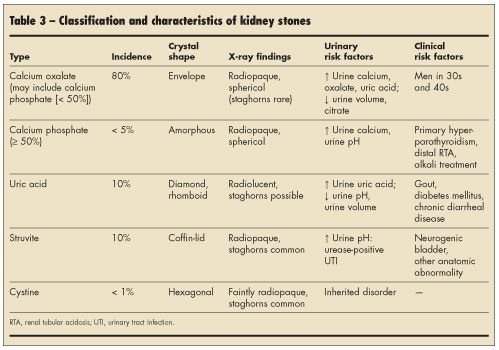 Table 3 – Classification and characteristics of kidney stones
Type Incidence Crystal shape X-ray findings Urinary risk factors Clinical risk factors
Calcium oxalate (may include calcium phosphate [< 50%]) 80% Envelope Radiopaque, spherical (staghorns rare) ↑ Urine calcium, oxalate, uric acid; ↓ urine volume, citrate Men in 30s and 40s
Calcium phosphate (≥ 50%) < 5% Amorphous Radiopaque, spherical ↑ Urine calcium, urine pH Primary hyper-parathyroidism, distal RTA, alkali treatment
Uric acid 10% Diamond, rhomboid Radiolucent, staghorns possible ↑ Urine uric acid; ↓ urine pH, urine volume Gout, diabetes mellitus, chronic diarrheal disease
Struvite 10% Coffin-lid Radiopaque, staghorns common ↑ Urine pH: urease-positive UTI Neurogenic bladder, other anatomic abnormality
Cystine < 1% Hexagonal Faintly radiopaque, staghorns common Inherited disorder —
RTA, renal tubular acidosis; UTI, urinary tract infection.